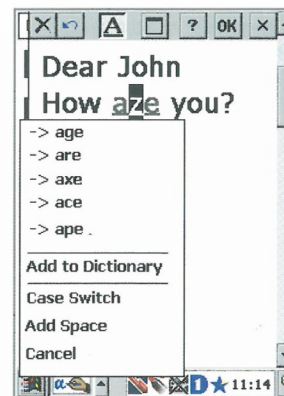 A ? OK ×
Dear John
How aze you?
-> age
-> are
-> axe
-> ace
-> ape
Add to Dictionary
Case Switch
Add Space
Cancel
α 1 11:14